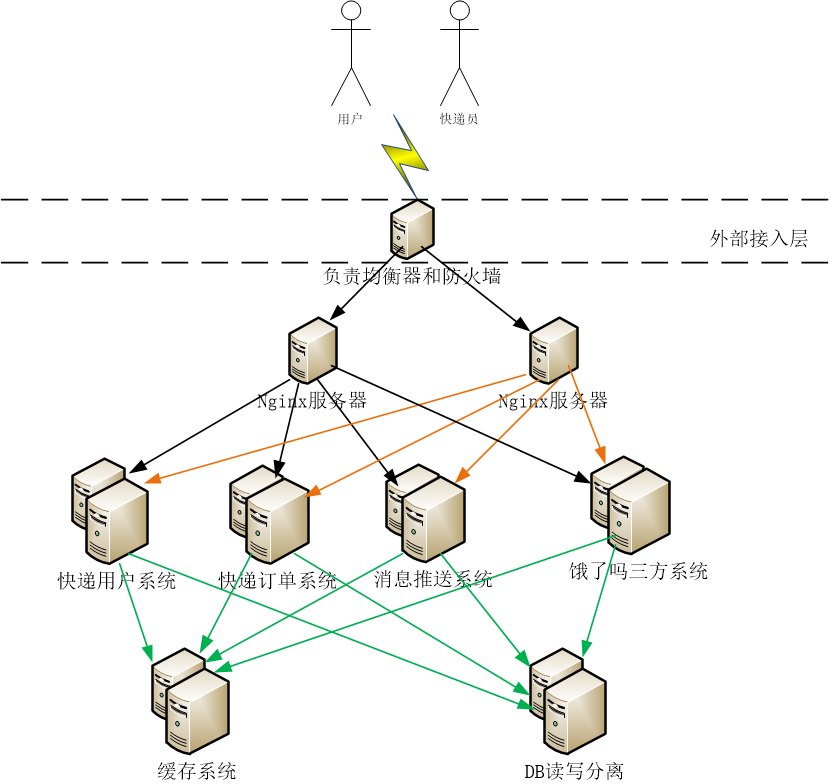 用户 快递员
外部接入层
负责均衡器和防火墙
Nginx服务器 Nginx服务器
快递用户系统 快递订单系统 消息推送系统 饿了吗三方系统
缓存系统 DB读写分离